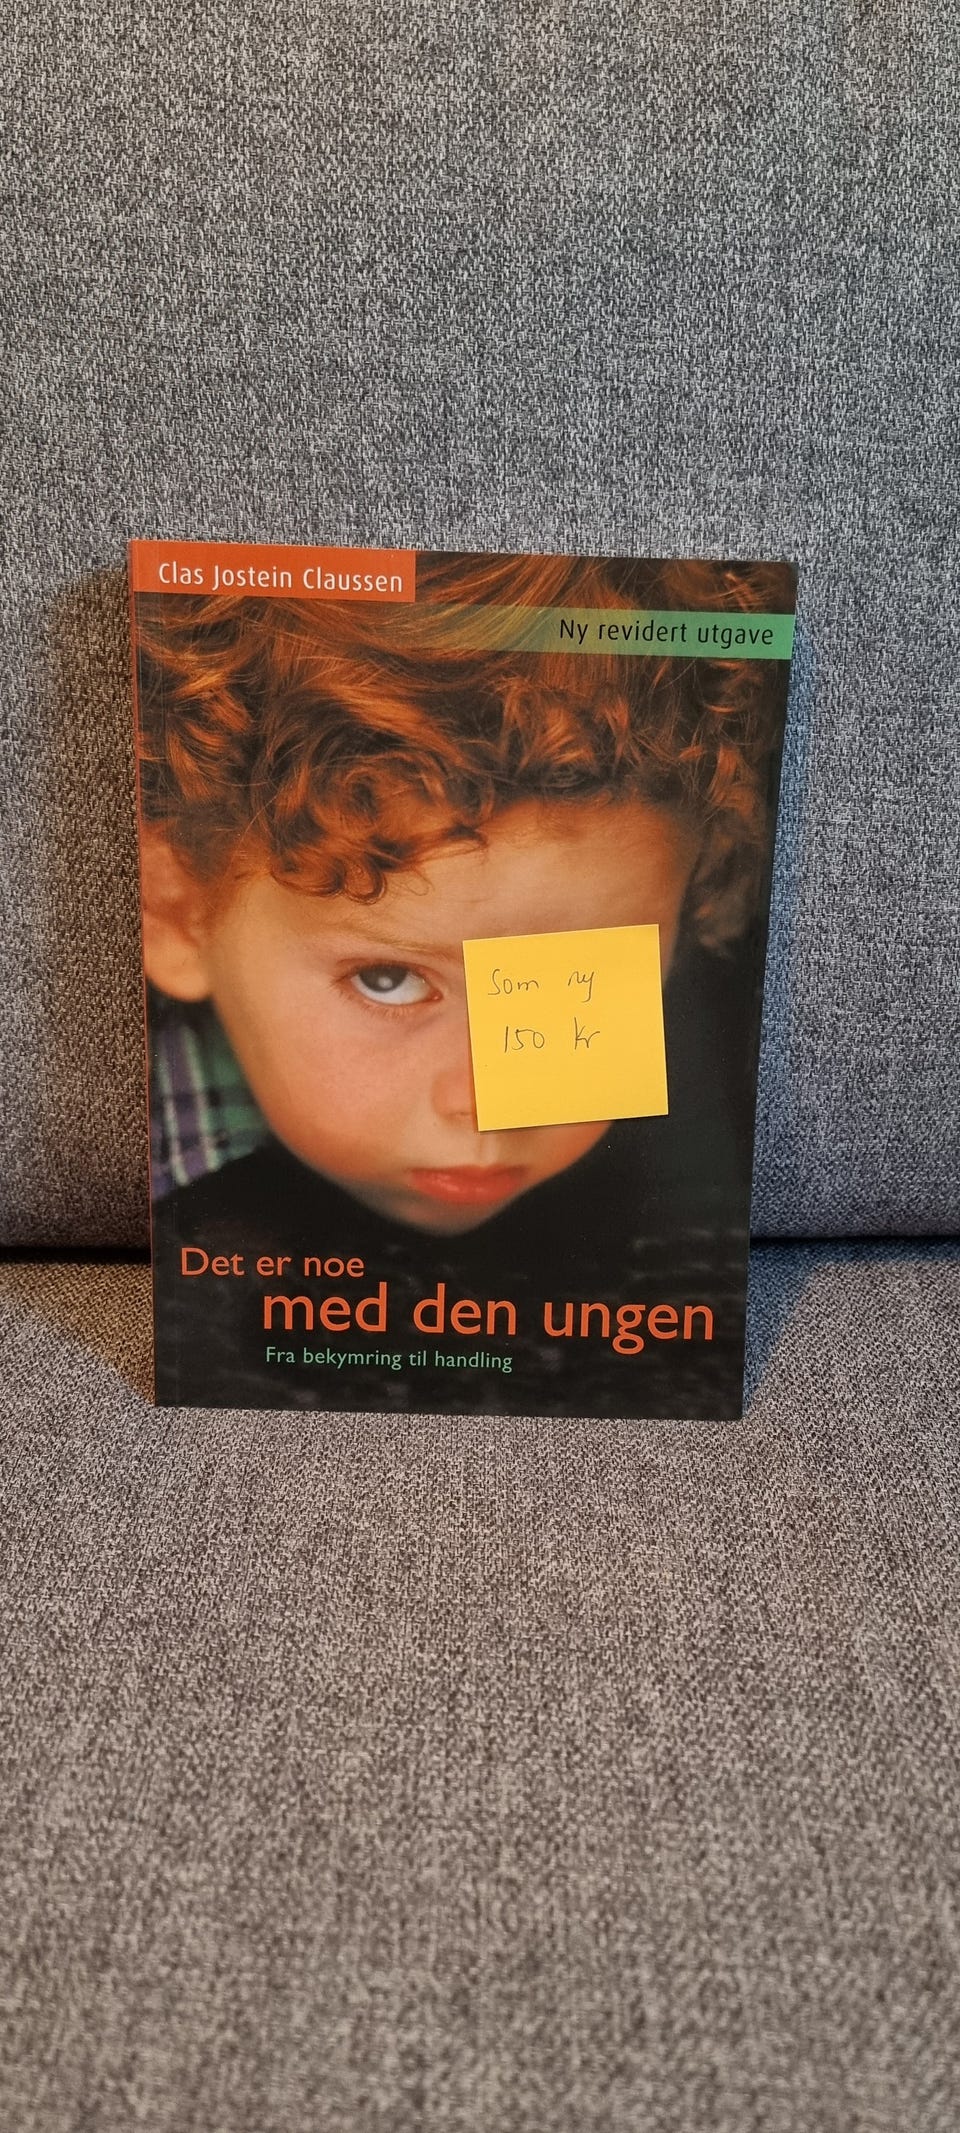 Clas Jostein Claussen
Ny revidert utgave
Som ny
150 kr
Det er noe
med den ungen
Fra bekymring til handling